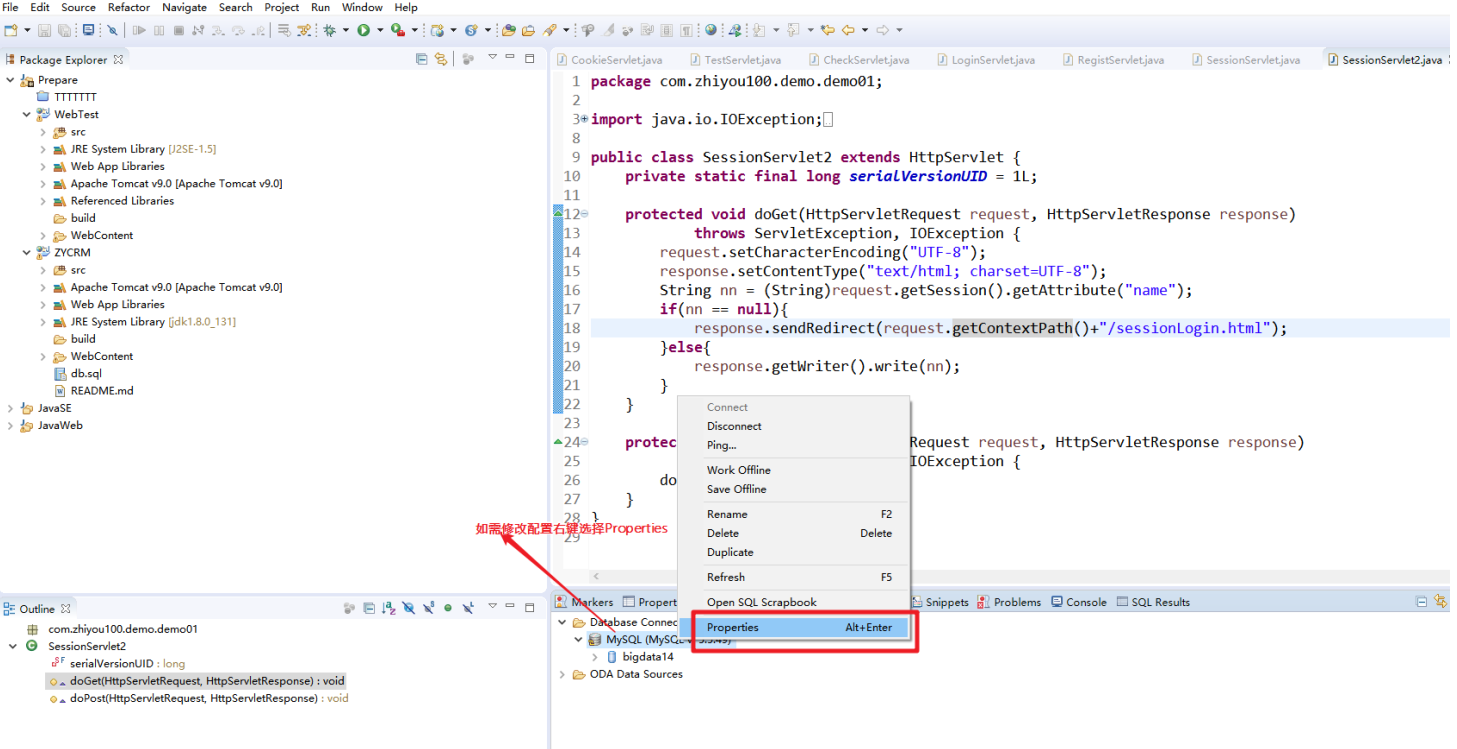 File Edit Source Refactor Navigate Search Project Run Window Help
Package Explorer
Prepare
TTTTTTT
WebTest
src
JRE System Library [J2SE-1.5]
Web App Libraries
Apache Tomcat v9.0 [Apache Tomcat v9.0]
Referenced Libraries
build
WebContent
ZYCRM
src
Apache Tomcat v9.0 [Apache Tomcat v9.0]
Web App Libraries
JRE System Library [jdk1.8.0_131]
build
WebContent
db.sql
README.md
JavaSE
JavaWeb
CookieServlet.java TestServlet.java CheckServlet.java LoginServlet.java RegistServlet.java SessionServlet.java SessionServlet2.java
1 package com.zhiyou100.demo.demo01;
2
3 import java.io.IOException;
8
9 public class SessionServlet2 extends HttpServlet {
10 private static final long serialVersionUID = 1L;
11
12 protected void doGet(HttpServletRequest request, HttpServletResponse response)
13 throws ServletException, IOException {
14 request.setCharacterEncoding("UTF-8");
15 response.setContentType("text/html; charset=UTF-8");
16 String nn = (String)request.getSession().getAttribute("name");
17 if(nn == null){
18 response.sendRedirect(request.getContextPath()+"/sessionLogin.html");
19 }else{
20 response.getWriter().write(nn);
21 }
22 }
23
24 protec Request request, HttpServletResponse response)
25 IOException {
26 do
27 }
28 }
29
如需修改配置右键选择Properties
Connect
Disconnect
Ping...
Work Offline
Save Offline
Rename F2
Delete Delete
Duplicate
Refresh F5
Open SQL Scrapbook
Properties Alt+Enter
Outline
com.zhiyou100.demo.demo01
SessionServlet2
serialVersionUID : long
doGet(HttpServletRequest, HttpServletResponse) : void
doPost(HttpServletRequest, HttpServletResponse) : void
Markers Propert Snippets Problems Console SQL Results
Database Connec
MySQL (MySQL
bigdata14
ODA Data Sources